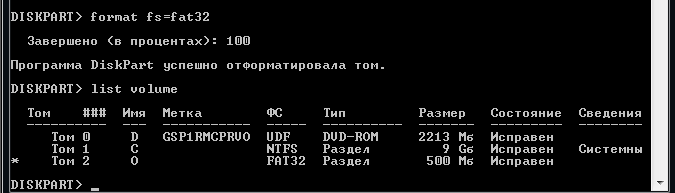 DISKPART> format fs=fat32
Завершено (в процентах): 100
Программа DiskPart успешно отформатировала том.
DISKPART> list volume
Том ### Имя Метка ФС Тип Размер Состояние Сведения
Том 0 D GSP1RMCPRVO UDF DVD-ROM 2213 Мб Исправен
Том 1 C NTFS Раздел 9 Gб Исправен Системны
* Том 2 O FAT32 Раздел 500 Мб Исправен
DISKPART> _